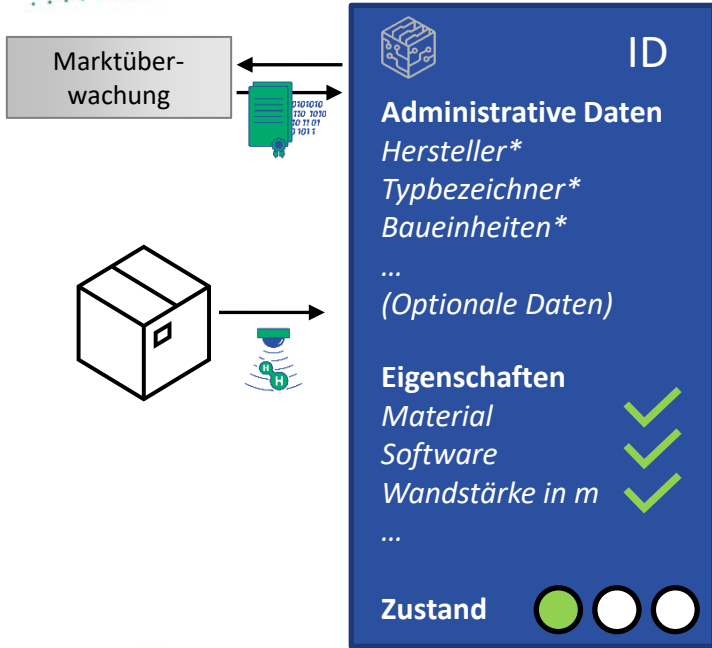 Marktüber-
wachung
ID
Administrative Daten
Hersteller*
Typbezeichner*
Baueinheiten*
...
(Optionale Daten)
Eigenschaften
Material
Software
Wandstärke in m
...
Zustand
H
H